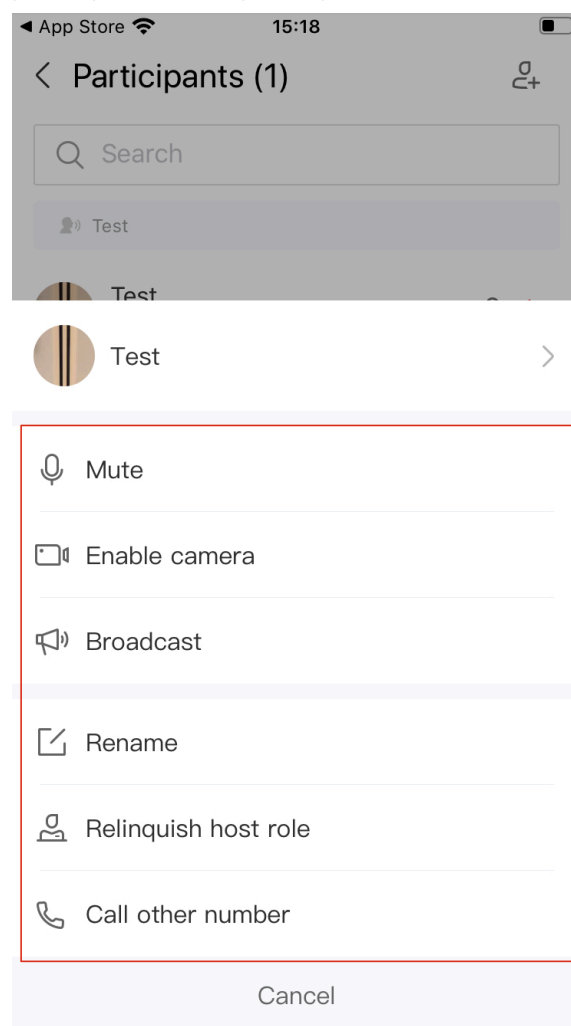 App Store 15:18
Participants (1)
Search
Test
Test
Test
Mute
Enable camera
Broadcast
Rename
Relinquish host role
Call other number
Cancel